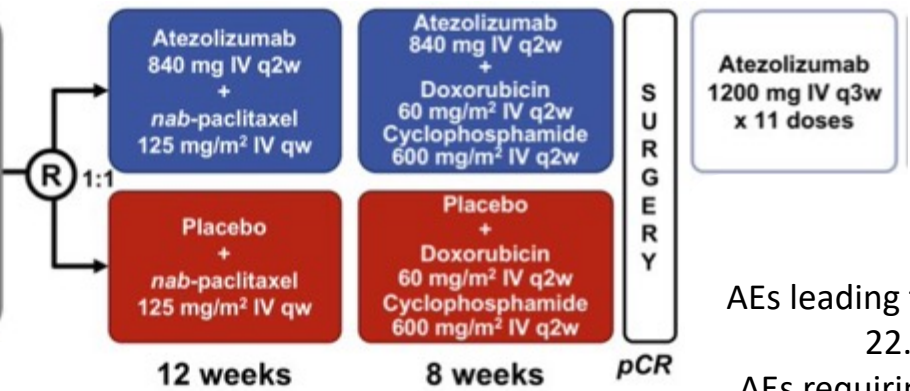 Atezolizumab
840 mg IV q2w
+
nab-paclitaxel
125 mg/m² IV qw
Atezolizumab
840 mg IV q2w
+
Doxorubicin
60 mg/m² IV q2w
Cyclophosphamide
600 mg/m² IV q2w
S
U
R
G
E
R
Y
Atezolizumab
1200 mg IV q3w
x 11 doses
R
1:1
Placebo
+
nab-paclitaxel
125 mg/m² IV qw
Placebo
+
Doxorubicin
60 mg/m² IV q2w
Cyclophosphamide
600 mg/m² IV q2w
12 weeks
8 weeks
pCR
AEs leading
22.
AEs requirin